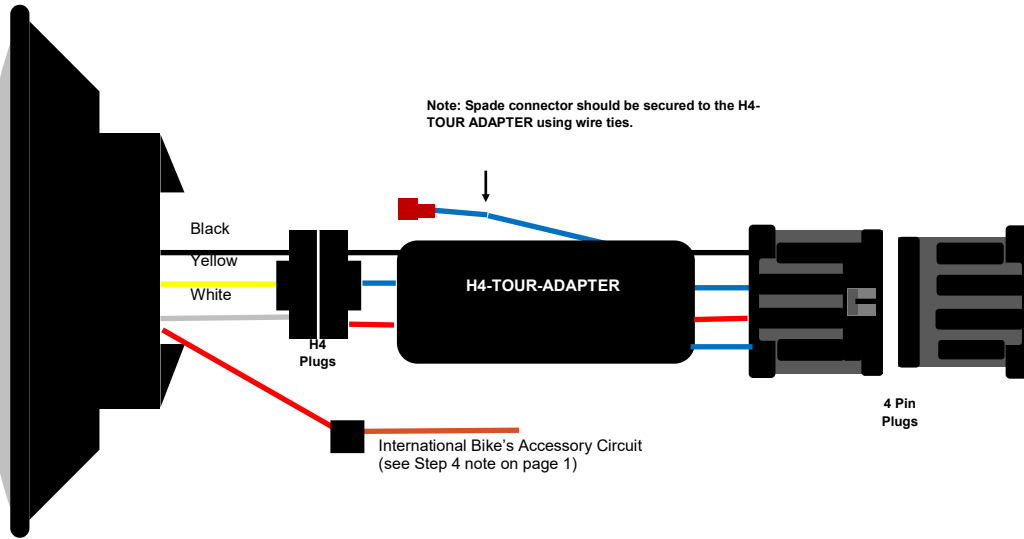 Note: Spade connector should be secured to the H4-
TOUR ADAPTER using wire ties.
Black
Yellow
White
H4-TOUR-ADAPTER
H4
Plugs
4 Pin
Plugs
International Bike’s Accessory Circuit
(see Step 4 note on page 1)